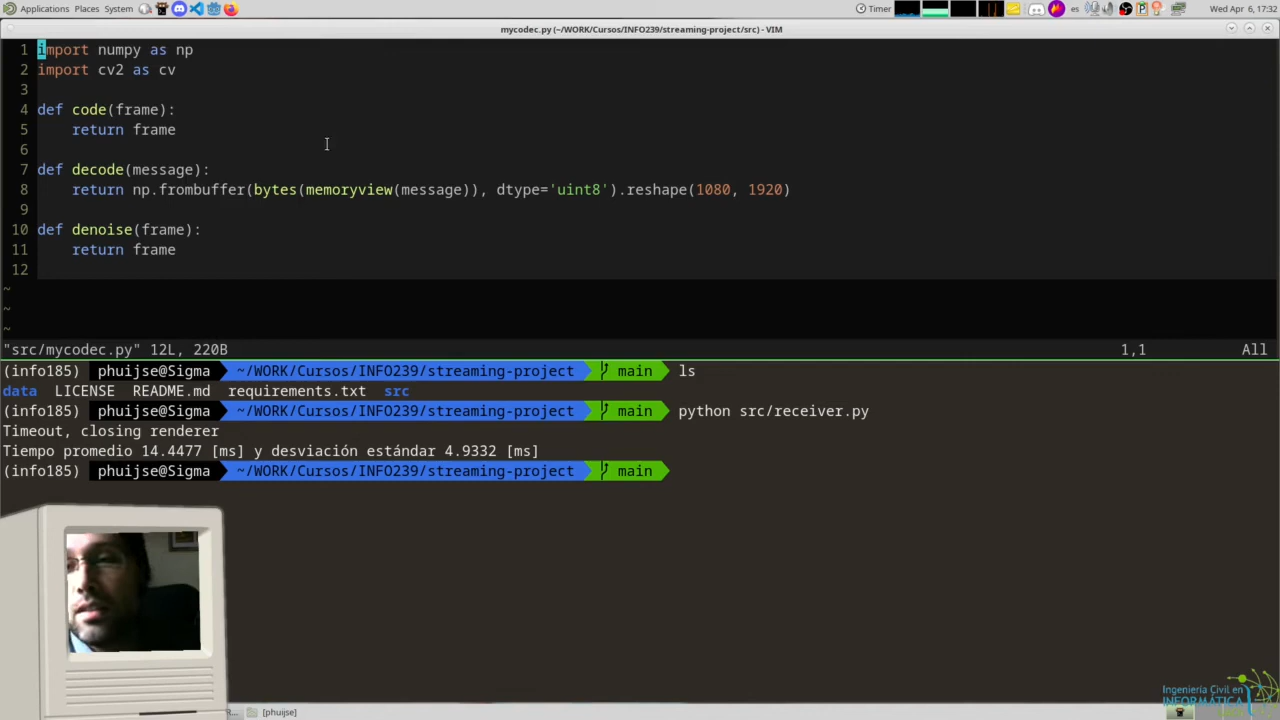 Applications Places System Timer es Wed Apr 6, 17:32
mycodec.py (~/WORK/Cursos/INFO239/streaming-project/src) - VIM
1 import numpy as np
2 import cv2 as cv
3
4 def code(frame):
5     return frame
6
7 def decode(message):
8     return np.frombuffer(bytes(memoryview(message)), dtype='uint8').reshape(1080, 1920)
9
10 def denoise(frame):
11     return frame
12
~
~
~
"src/mycodec.py" 12L, 220B 1,1 All
(info185) phuijse@Sigma ~/WORK/Cursos/INFO239/streaming-project main ls
data LICENSE README.md requirements.txt src
(info185) phuijse@Sigma ~/WORK/Cursos/INFO239/streaming-project main python src/receiver.py
Timeout, closing renderer
Tiempo promedio 14.4477 [ms] y desviación estándar 4.9332 [ms]
(info185) phuijse@Sigma ~/WORK/Cursos/INFO239/streaming-project main
Ingeniería Civil en
INFORMÁTICA
[phuijse]